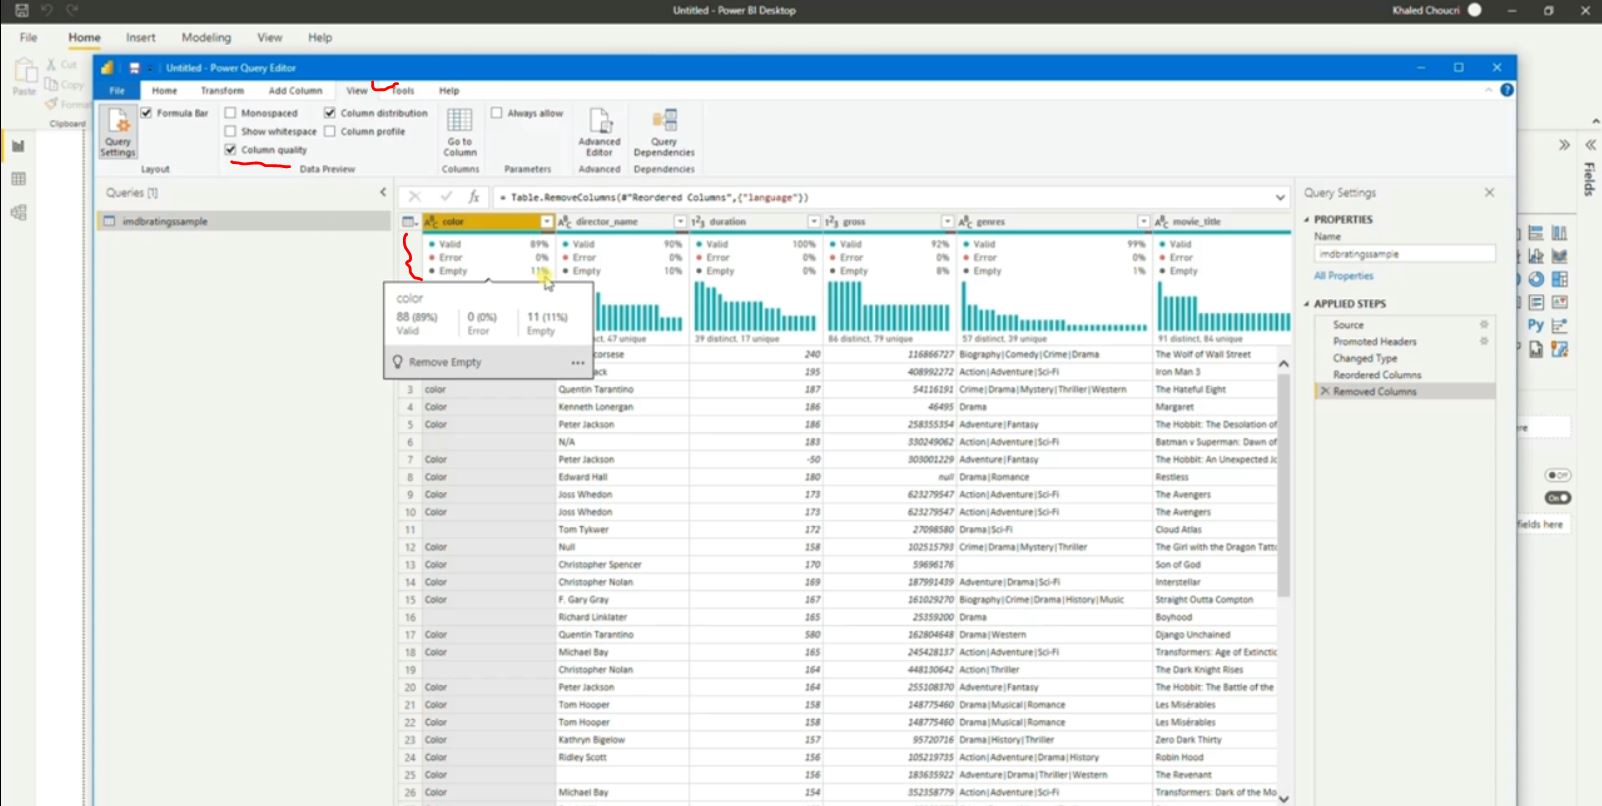 Untitled - Power BI Desktop
Khaled Choucri
File Home Insert Modeling View Help
Paste
Cut
Copy
Format
Clipboard
Untitled - Power Query Editor
File Home Transform Add Column View Tools Help
Query Settings
Formula Bar
Layout
Monospaced
Show whitespace
Column quality
Column distribution
Column profile
Data Preview
Go to Column
Columns
Always allow
Parameters
Advanced Editor
Advanced
Query Dependencies
Dependencies
Queries [1]
imdbratingssample
= Table.RemoveColumns(#"Reordered Columns",{"language"})
color director_name duration gross genres movie_title
Valid 89% Valid 90% Valid 100% Valid 92% Valid 99% Valid
Error 0% Error 0% Error 0% Error 0% Error 0% Error
Empty 11% Empty 10% Empty 0% Empty 8% Empty 1% Empty
color
88 (89%) 0 (0%) 11 (11%)
Valid Error Empty
Remove Empty
ct, 47 unique 39 distinct, 17 unique 86 distinct, 79 unique 57 distinct, 39 unique 91 distinct, 84 unique
corsese 240 116866727 Biography|Comedy|Crime|Drama The Wolf of Wall Street
ack 195 408992272 Action|Adventure|Sci-Fi Iron Man 3
3 color Quentin Tarantino 187 54116191 Crime|Drama|Mystery|Thriller|Western The Hateful Eight
4 Color Kenneth Lonergan 186 46495 Drama Margaret
5 Color Peter Jackson 186 258355354 Adventure|Fantasy The Hobbit: The Desolation of
6 N/A 183 330249062 Action|Adventure|Sci-Fi Batman v Superman: Dawn of
7 Color Peter Jackson -50 303001229 Adventure|Fantasy The Hobbit: An Unexpected Jo
8 Color Edward Hall 180 null Drama|Romance Restless
9 Color Joss Whedon 173 623279547 Action|Adventure|Sci-Fi The Avengers
10 Color Joss Whedon 173 623279547 Action|Adventure|Sci-Fi The Avengers
11 Tom Tykwer 172 27098580 Drama|Sci-Fi Cloud Atlas
12 Color Null 158 102515793 Crime|Drama|Mystery|Thriller The Girl with the Dragon Tatto
13 Color Christopher Spencer 170 59696176 Son of God
14 Color Christopher Nolan 169 187991439 Adventure|Drama|Sci-Fi Interstellar
15 Color F. Gary Gray 167 161029270 Biography|Crime|Drama|History|Music Straight Outta Compton
16 Richard Linklater 165 25359200 Drama Boyhood
17 Color Quentin Tarantino 580 162804648 Drama|Western Django Unchained
18 Color Michael Bay 165 245428137 Action|Adventure|Sci-Fi Transformers: Age of Extinctio
19 Christopher Nolan 164 448130642 Action|Thriller The Dark Knight Rises
20 Color Peter Jackson 164 255108370 Adventure|Fantasy The Hobbit: The Battle of the
21 Color Tom Hooper 158 148775460 Drama|Musical|Romance Les Misérables
22 Color Tom Hooper 158 148775460 Drama|Musical|Romance Les Misérables
23 Color Kathryn Bigelow 157 95720716 Drama|History|Thriller Zero Dark Thirty
24 Color Ridley Scott 156 105219735 Action|Adventure|Drama|History Robin Hood
25 Color 156 183635922 Adventure|Drama|Thriller|Western The Revenant
26 Color Michael Bay 154 352358779 Action|Adventure|Sci-Fi Transformers: Dark of the Mo
Query Settings
PROPERTIES
Name
imdbratingssample
All Properties
APPLIED STEPS
Source
Promoted Headers
Changed Type
Reordered Columns
Removed Columns
Fields
Py
ere
Off
On
fields here